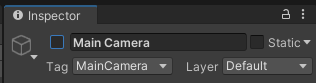 Inspector
Main Camera Static
Tag MainCamera Layer Default